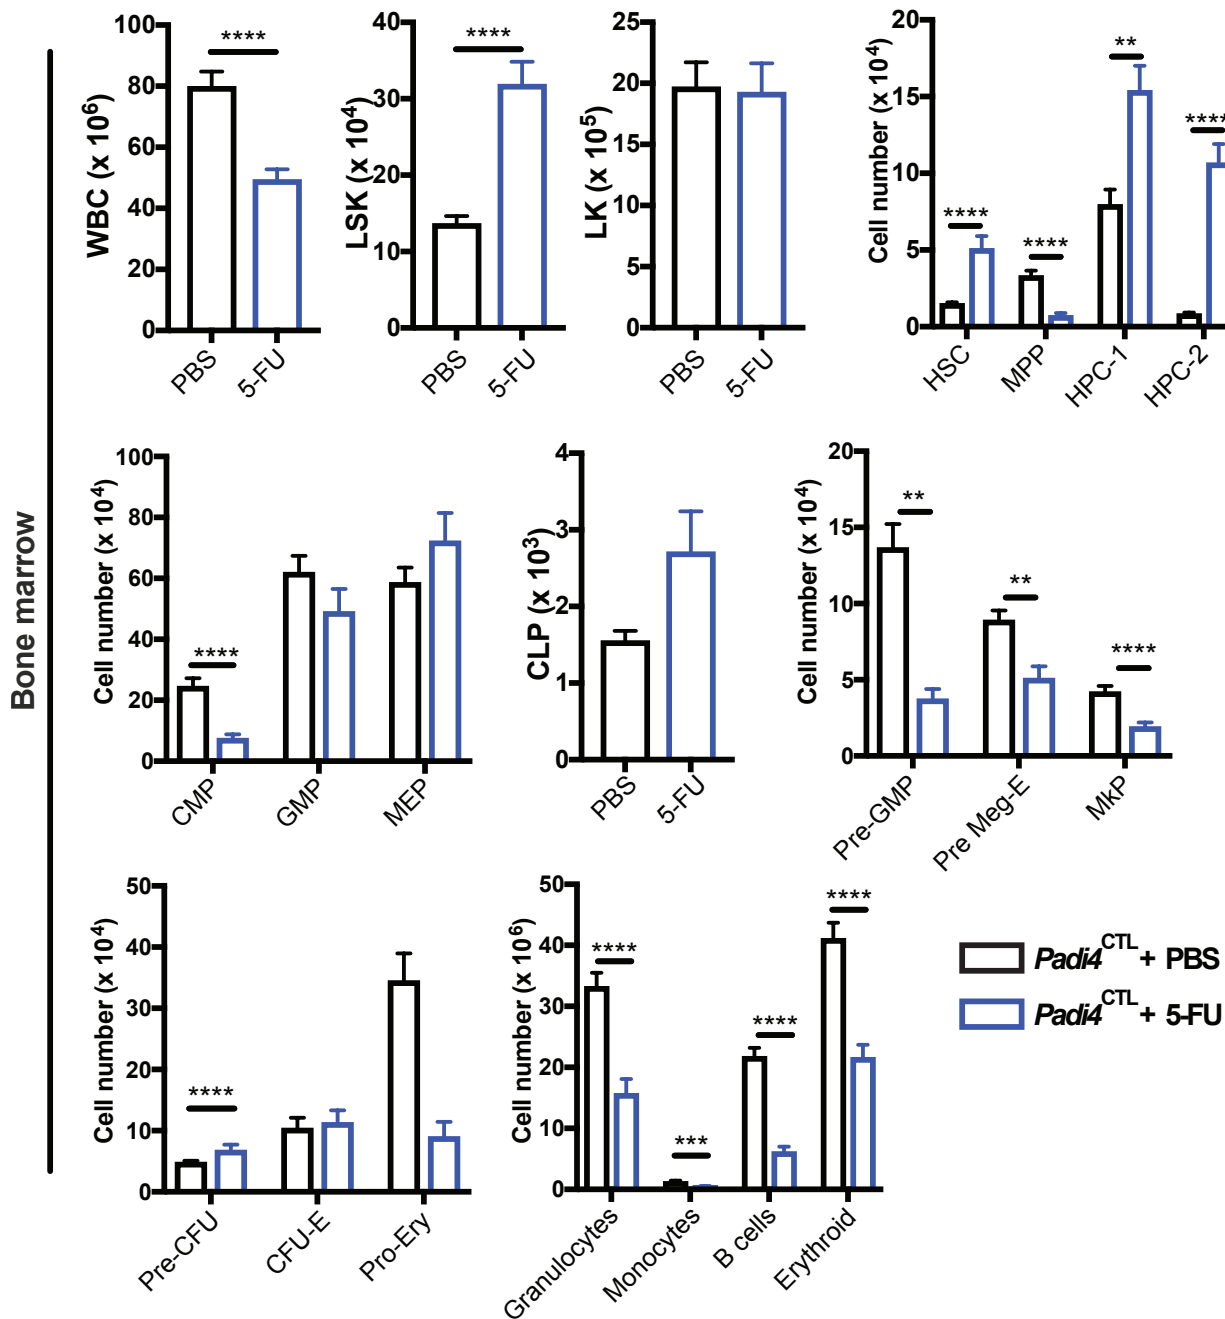 Bone marrow
WBC (x 10⁶)
100
80
60
40
20
0
****
PBS
5-FU
LSK (x 10⁴)
40
30
20
10
0
****
PBS
5-FU
LK (x 10⁵)
25
20
15
10
5
0
PBS
5-FU
Cell number (x 10⁴)
20
15
10
5
0
****
****
**
****
HSC
MPP
HPC-1
HPC-2
Cell number (x 10⁴)
100
80
60
40
20
0
****
CMP
GMP
MEP
CLP (x 10³)
4
3
2
1
0
PBS
5-FU
Cell number (x 10⁴)
20
15
10
5
0
**
**
****
Pre-GMP
Pre Meg-E
MkP
Cell number (x 10⁴)
50
40
30
20
10
0
****
Pre-CFU
CFU-E
Pro-Ery
Cell number (x 10⁶)
50
40
30
20
10
0
****
***
****
****
Granulocytes
Monocytes
B cells
Erythroid
Padi4^CTL + PBS
Padi4^CTL + 5-FU